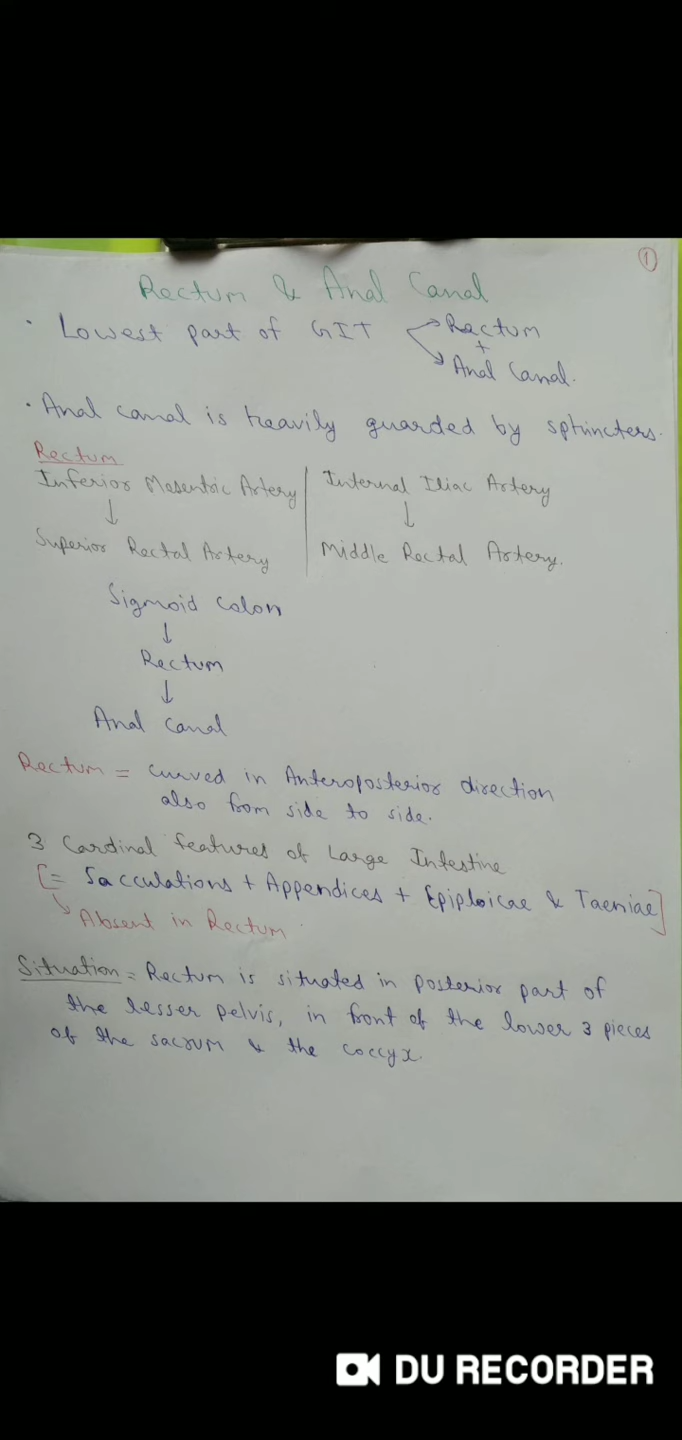 1
Rectum & Anal Canal
• Lowest part of GIT → Rectum
+
→ Anal Canal.
• Anal canal is heavily guarded by sphincters.
Rectum
Inferior Mesentric Artery | Internal Iliac Artery
↓ ↓
Superior Rectal Artery | Middle Rectal Artery.
Sigmoid Colon
↓
Rectum
↓
Anal Canal
Rectum = curved in Anteroposterior direction
also from side to side.
3 Cardinal features of Large Intestine
[= Sacculations + Appendices + Epiploicae & Taeniae]
→ Absent in Rectum
Situation = Rectum is situated in posterior part of
the lesser pelvis, in front of the lower 3 pieces
of the sacrum & the coccyx.
DU RECORDER